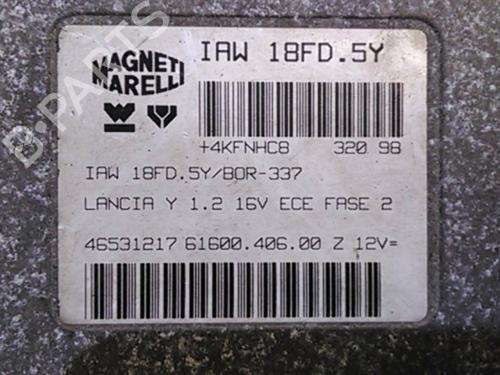 MAGNETI
MARELLI
IAW 18FD.5Y
+4KFNHC8 320 98
IAW 18FD.5Y/BOR-337
LANCIA Y 1.2 16V ECE FASE 2
46531217 61600.406.00 Z 12V=
B-PARTS